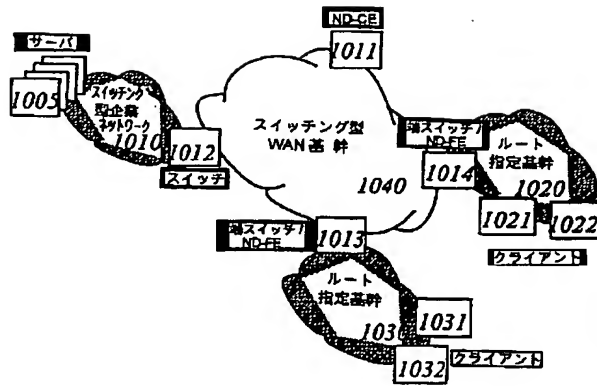 サーバ
1005
スイッチング
型企業
ネットワーク
1010
1012
スイッチ
ND-CE
1011
スイッチング型
WAN基幹
1040
端スイッチ/
ND-FE
1014
ルート
指定基幹
1020
1021
1022
クライアント
端スイッチ/
ND-FE
1013
ルート
指定基幹
1030
1031
1032
クライアント